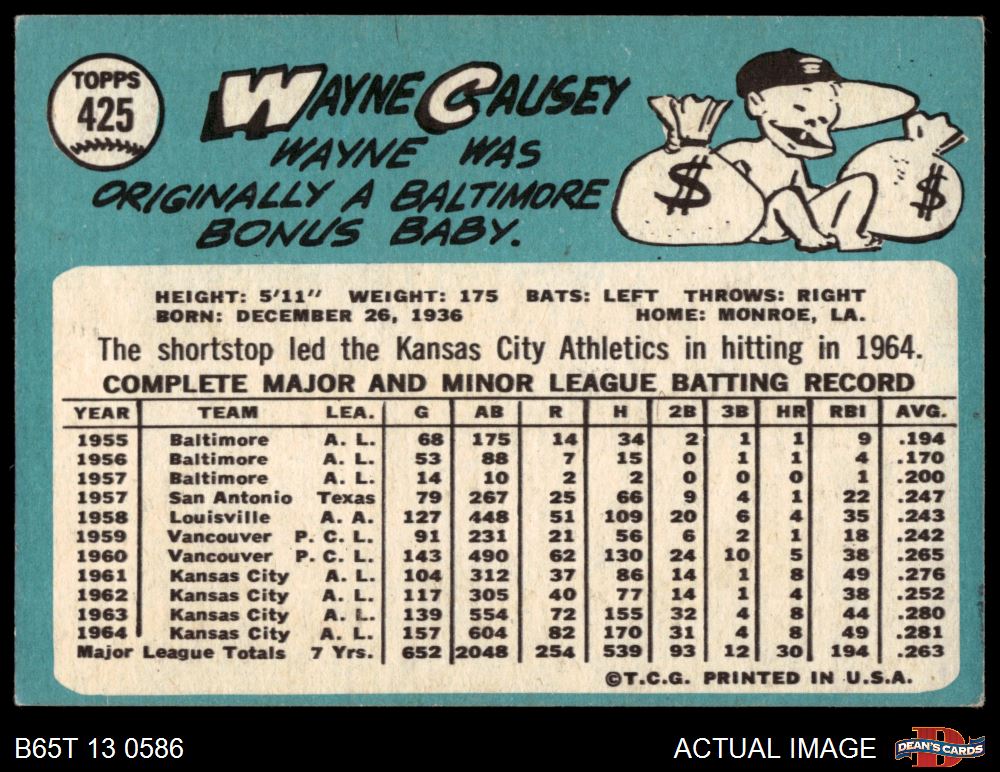 TOPPS
425
WAYNE CAUSEY
WAYNE WAS
ORIGINALLY A BALTIMORE
BONUS BABY.
$ $
HEIGHT: 5'11" WEIGHT: 175 BATS: LEFT THROWS: RIGHT
BORN: DECEMBER 26, 1936 HOME: MONROE, LA.
The shortstop led the Kansas City Athletics in hitting in 1964.
COMPLETE MAJOR AND MINOR LEAGUE BATTING RECORD
YEAR TEAM LEA. G AB R H 2B 3B HR RBI AVG.
1955 Baltimore A. L. 68 175 14 34 2 1 1 9 .194
1956 Baltimore A. L. 53 88 7 15 0 1 1 4 .170
1957 Baltimore A. L. 14 10 2 2 0 0 0 1 .200
1957 San Antonio Texas 79 267 25 66 9 4 1 22 .247
1958 Louisville A. A. 127 448 51 109 20 6 4 35 .243
1959 Vancouver P. C. L. 91 231 21 56 6 2 1 18 .242
1960 Vancouver P. C. L. 143 490 62 130 24 10 5 38 .265
1961 Kansas City A. L. 104 312 37 86 14 1 8 49 .276
1962 Kansas City A. L. 117 305 40 77 14 1 4 38 .252
1963 Kansas City A. L. 139 554 72 155 32 4 8 44 .280
1964 Kansas City A. L. 157 604 82 170 31 4 8 49 .281
Major League Totals 7 Yrs. 652 2048 254 539 93 12 30 194 .263
©T.C.G. PRINTED IN U.S.A.
B65T 13 0586 ACTUAL IMAGE D DEAN'S CARDS